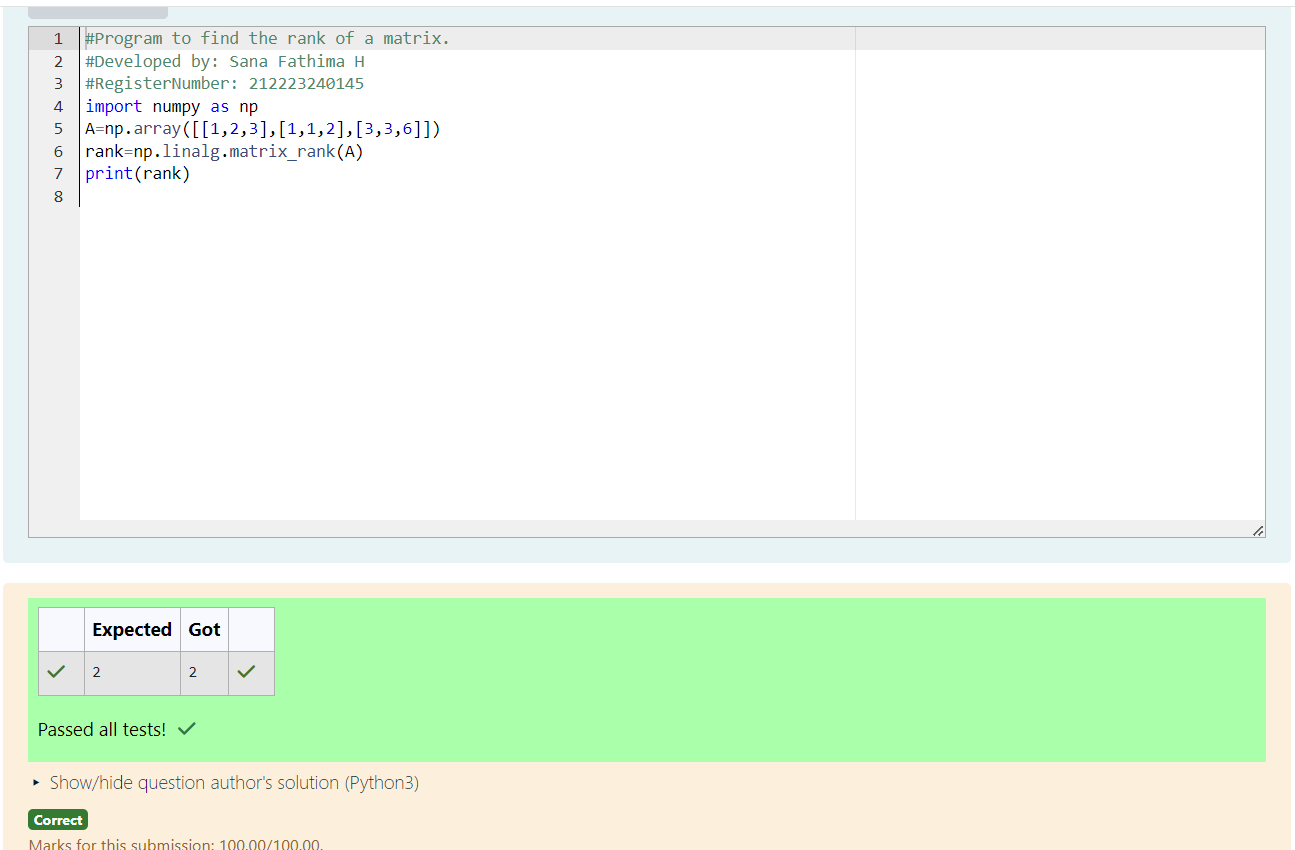 1 #Program to find the rank of a matrix.
2 #Developed by: Sana Fathima H
3 #RegisterNumber: 212223240145
4 import numpy as np
5 A=np.array([[1,2,3],[1,1,2],[3,3,6]])
6 rank=np.linalg.matrix_rank(A)
7 print(rank)
8
Expected Got
2 2
Passed all tests!
Show/hide question author's solution (Python3)
Correct
Marks for this submission: 100.00/100.00.